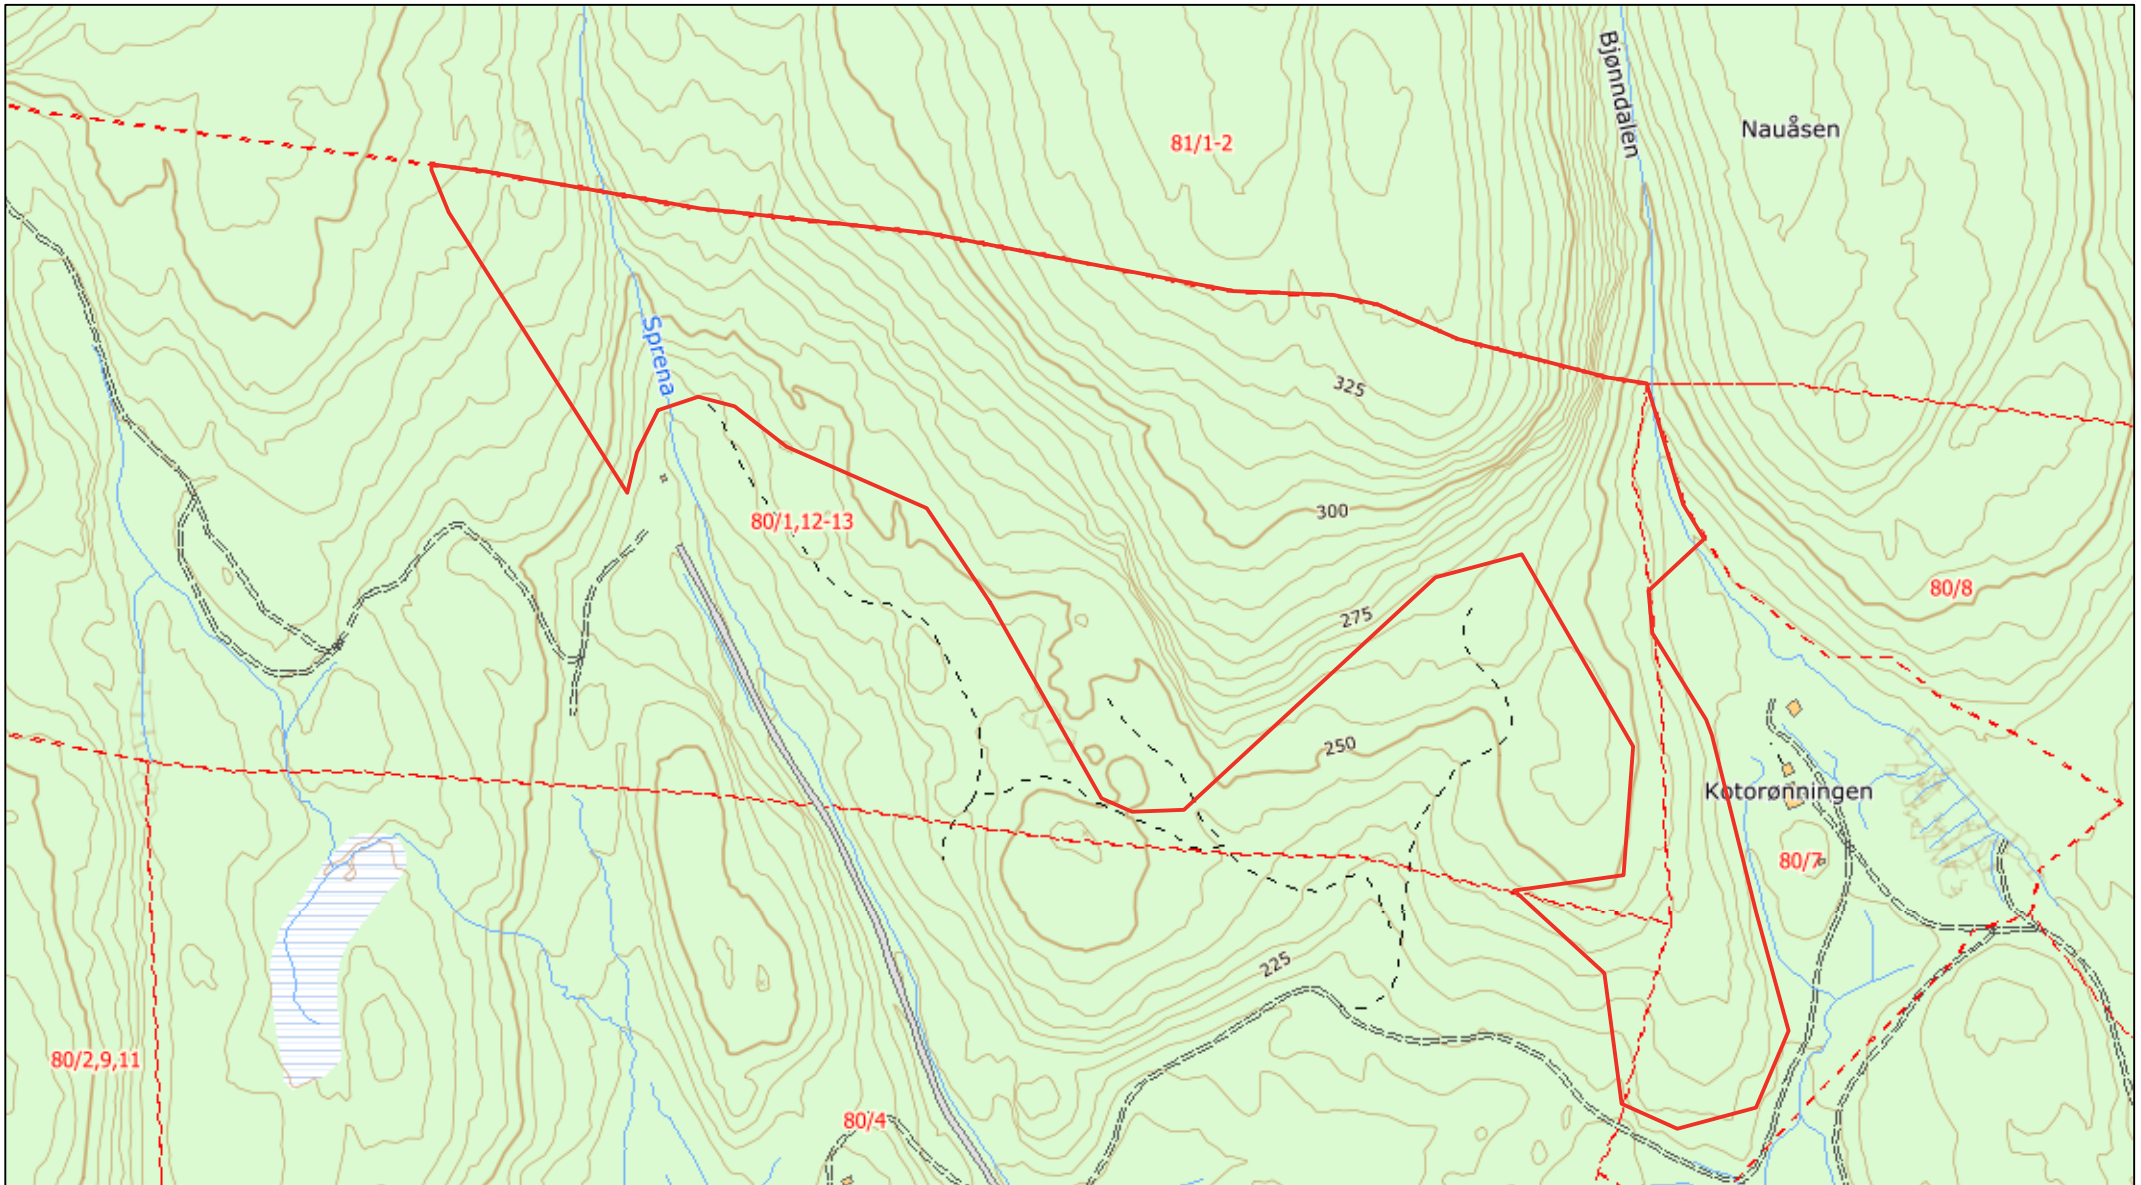 Bjønndalen
Nauåsen
81/1-2
Sprena
325
300
80/1,12-13
80/8
275
250
Kotorønningen
80/7
225
80/2,9,11
80/4